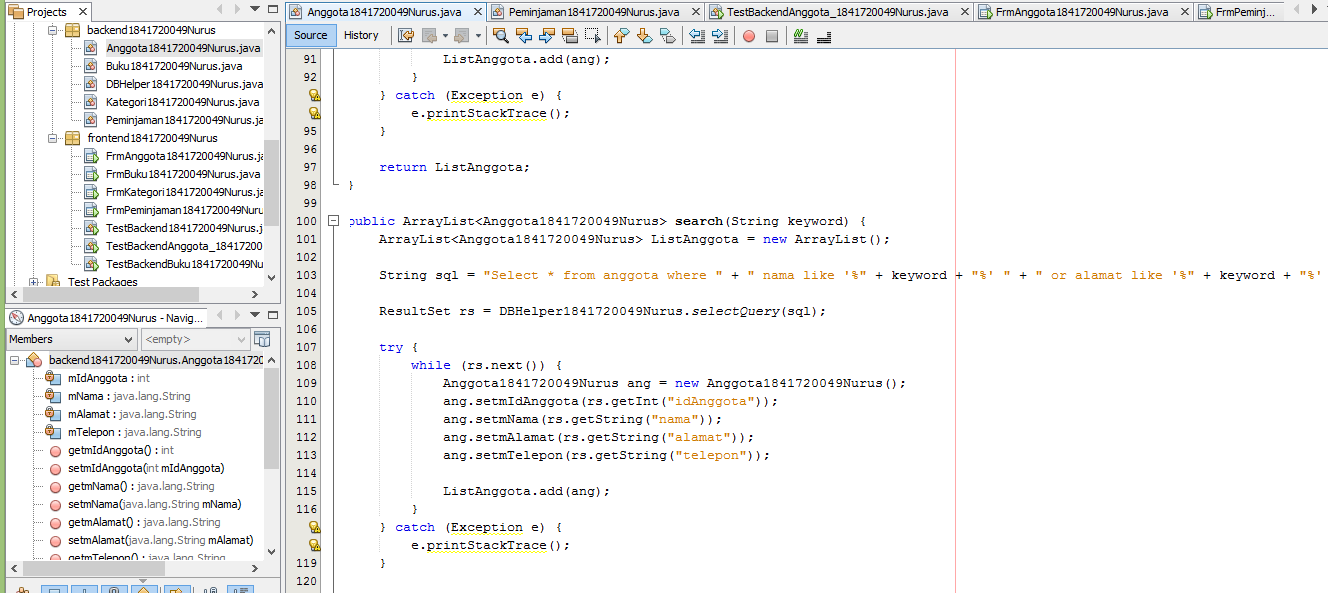 Projects
backend1841720049Nurus
Anggota1841720049Nurus.java
Buku1841720049Nurus.java
DBHelper1841720049Nurus.java
Kategori1841720049Nurus.java
Peminjaman1841720049Nurus.ja
frontend1841720049Nurus
FrmAnggota1841720049Nurus.ja
FrmBuku1841720049Nurus.java
FrmKategori1841720049Nurus.ja
FrmPeminjaman1841720049Nuru
TestBackend1841720049Nurus.j
TestBackendAnggota_18417200
TestBackendBuku1841720049Nu
Test Packages
Anggota1841720049Nurus - Navig...
Members
<empty>
backend1841720049Nurus.Anggota18417200
mIdAnggota : int
mNama : java.lang.String
mAlamat : java.lang.String
mTelepon : java.lang.String
getmIdAnggota() : int
setmIdAnggota(int mIdAnggota)
getmNama() : java.lang.String
setmNama(java.lang.String mNama)
getmAlamat() : java.lang.String
setmAlamat(java.lang.String mAlamat)
getmTelepon() : java.lang.String
Anggota1841720049Nurus.java Peminjaman1841720049Nurus.java TestBackendAnggota_1841720049Nurus.java FrmAnggota1841720049Nurus.java FrmPeminj...
Source History
91 ListAnggota.add(ang);
92 }
} catch (Exception e) {
e.printStackTrace();
95 }
96
97 return ListAnggota;
98 }
99
100 public ArrayList<Anggota1841720049Nurus> search(String keyword) {
101 ArrayList<Anggota1841720049Nurus> ListAnggota = new ArrayList();
102
103 String sql = "Select * from anggota where " + " nama like '%" + keyword + "%' " + " or alamat like '%" + keyword + "%'
104
105 ResultSet rs = DBHelper1841720049Nurus.selectQuery(sql);
106
107 try {
108 while (rs.next()) {
109 Anggota1841720049Nurus ang = new Anggota1841720049Nurus();
110 ang.setmIdAnggota(rs.getInt("idAnggota"));
111 ang.setmNama(rs.getString("nama"));
112 ang.setmAlamat(rs.getString("alamat"));
113 ang.setmTelepon(rs.getString("telepon"));
114
115 ListAnggota.add(ang);
116 }
} catch (Exception e) {
e.printStackTrace();
119 }
120